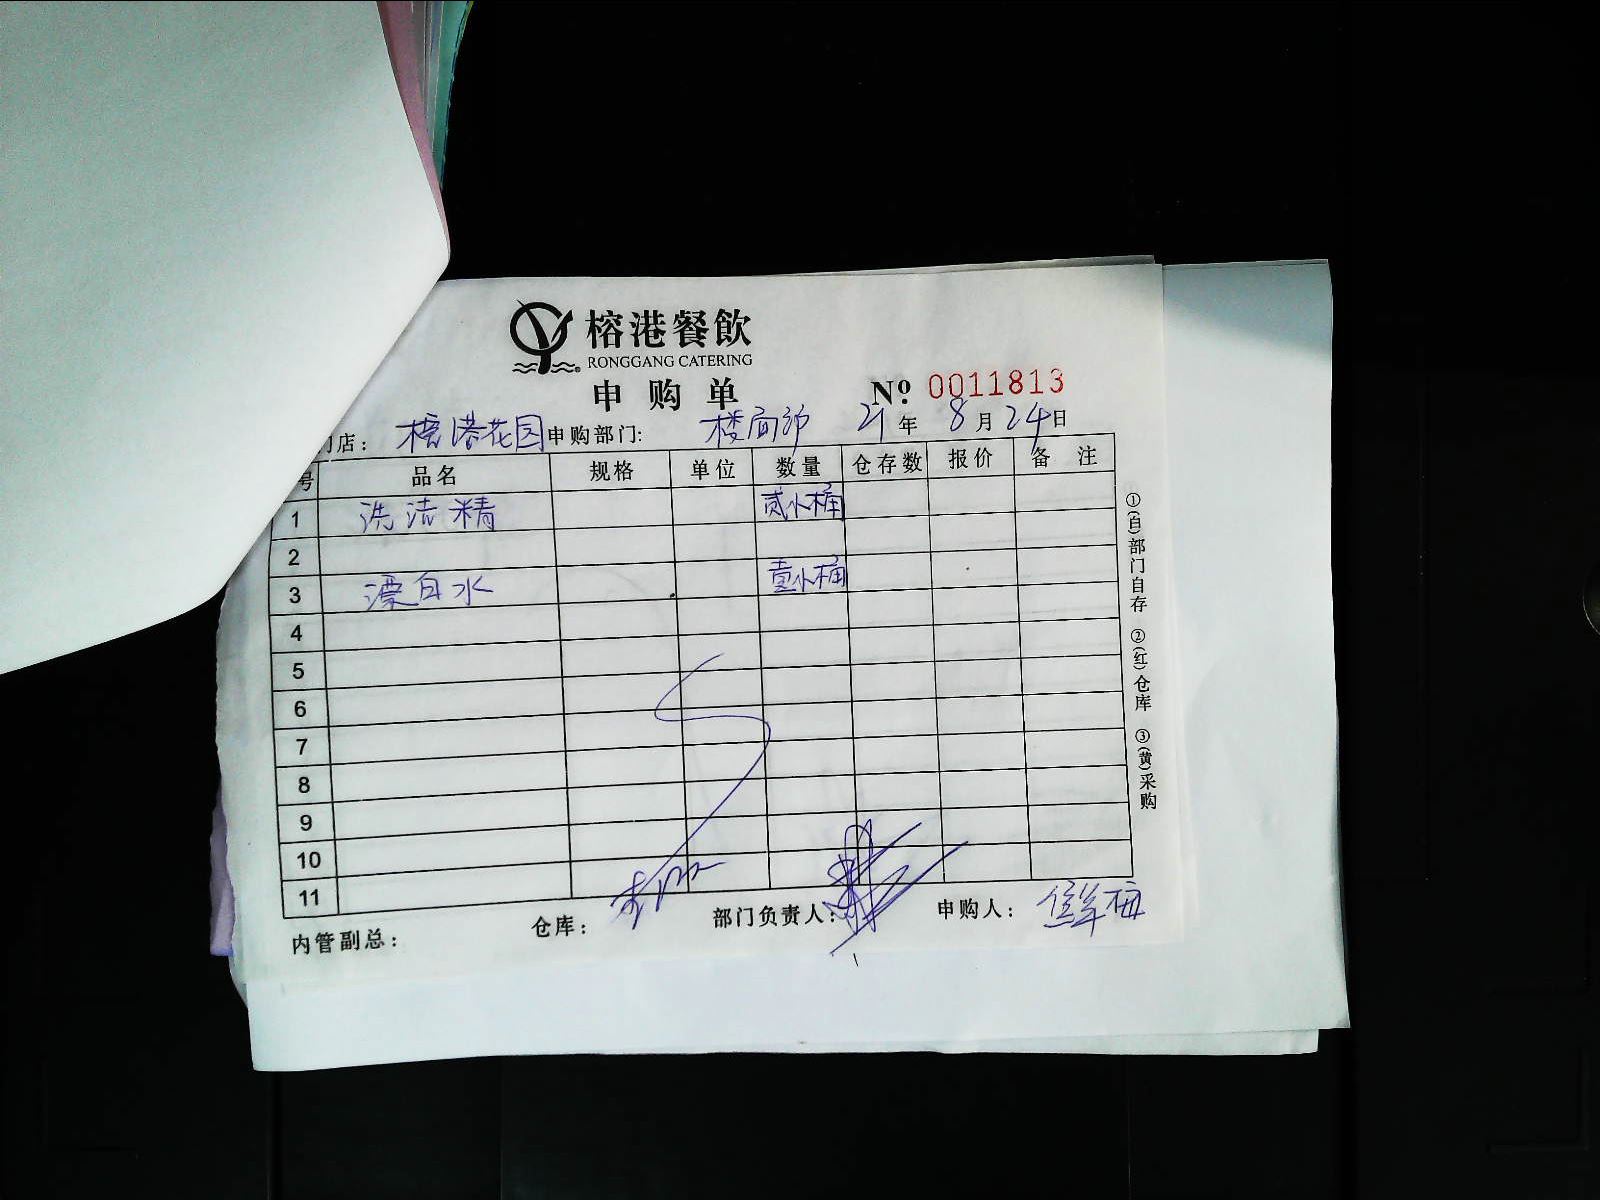 榕港餐飲
RONGGANG CATERING
申购单 Nº: 0011813
门店： 榕港花园 申购部门: 楼面部 21年 8月24日
号 品名 规格 单位 数量 仓存数 报价 备注
1 洗洁精 贰小桶
2
3 漂白水 壹小桶
4
5
6
7
8
9
10
11
内管副总： 仓库： 部门负责人： 申购人：
①(白)部门自存 ②(红)仓库 ③(黄)采购